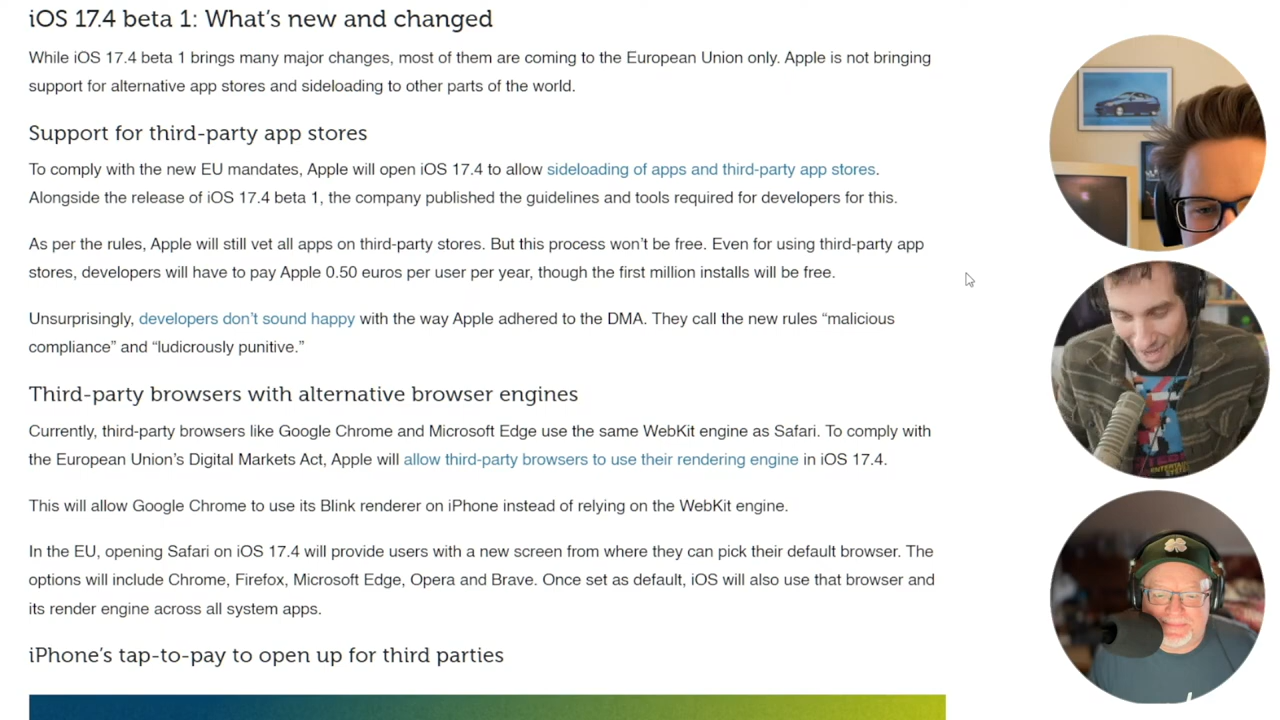 iOS 17.4 beta 1: What’s new and changed
While iOS 17.4 beta 1 brings many major changes, most of them are coming to the European Union only. Apple is not bringing
support for alternative app stores and sideloading to other parts of the world.
Support for third-party app stores
To comply with the new EU mandates, Apple will open iOS 17.4 to allow sideloading of apps and third-party app stores.
Alongside the release of iOS 17.4 beta 1, the company published the guidelines and tools required for developers for this.
As per the rules, Apple will still vet all apps on third-party stores. But this process won’t be free. Even for using third-party app
stores, developers will have to pay Apple 0.50 euros per user per year, though the first million installs will be free.
Unsurprisingly, developers don’t sound happy with the way Apple adhered to the DMA. They call the new rules “malicious
compliance” and “ludicrously punitive.”
Third-party browsers with alternative browser engines
Currently, third-party browsers like Google Chrome and Microsoft Edge use the same WebKit engine as Safari. To comply with
the European Union’s Digital Markets Act, Apple will allow third-party browsers to use their rendering engine in iOS 17.4.
This will allow Google Chrome to use its Blink renderer on iPhone instead of relying on the WebKit engine.
In the EU, opening Safari on iOS 17.4 will provide users with a new screen from where they can pick their default browser. The
options will include Chrome, Firefox, Microsoft Edge, Opera and Brave. Once set as default, iOS will also use that browser and
its render engine across all system apps.
iPhone’s tap-to-pay to open up for third parties